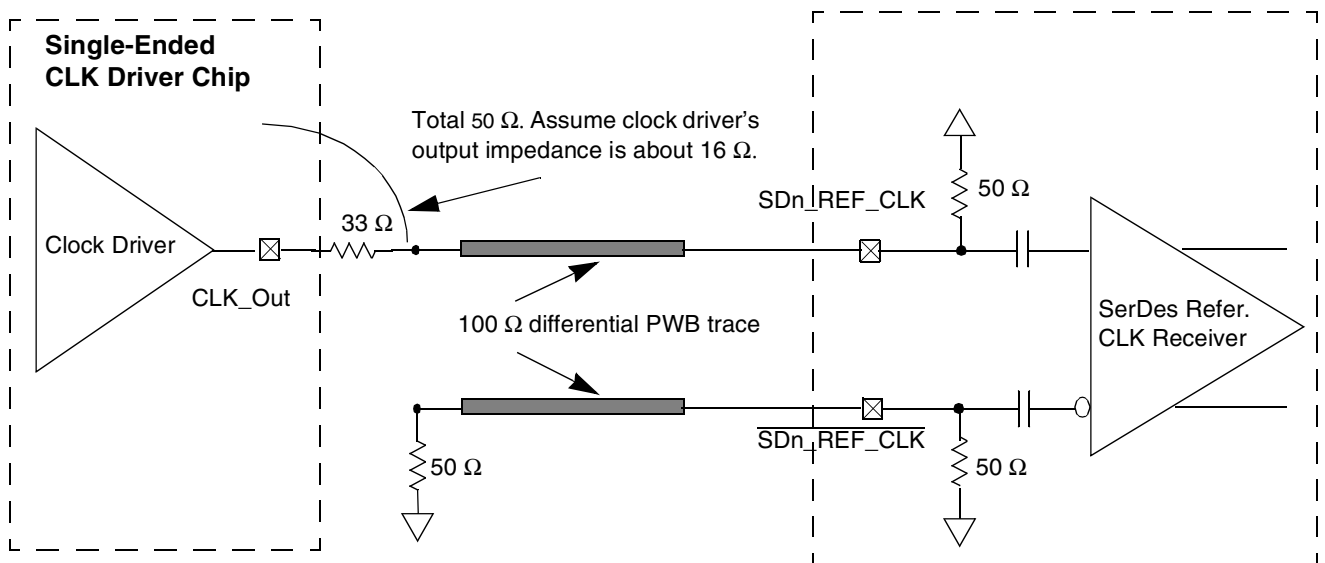 Single-Ended
CLK Driver Chip
Total 50 Ω. Assume clock driver's
output impedance is about 16 Ω.
SDn_REF_CLK
50 Ω
33 Ω
Clock Driver
CLK_Out
100 Ω differential PWB trace
SerDes Refer.
CLK Receiver
SDn_REF_CLK
50 Ω
50 Ω